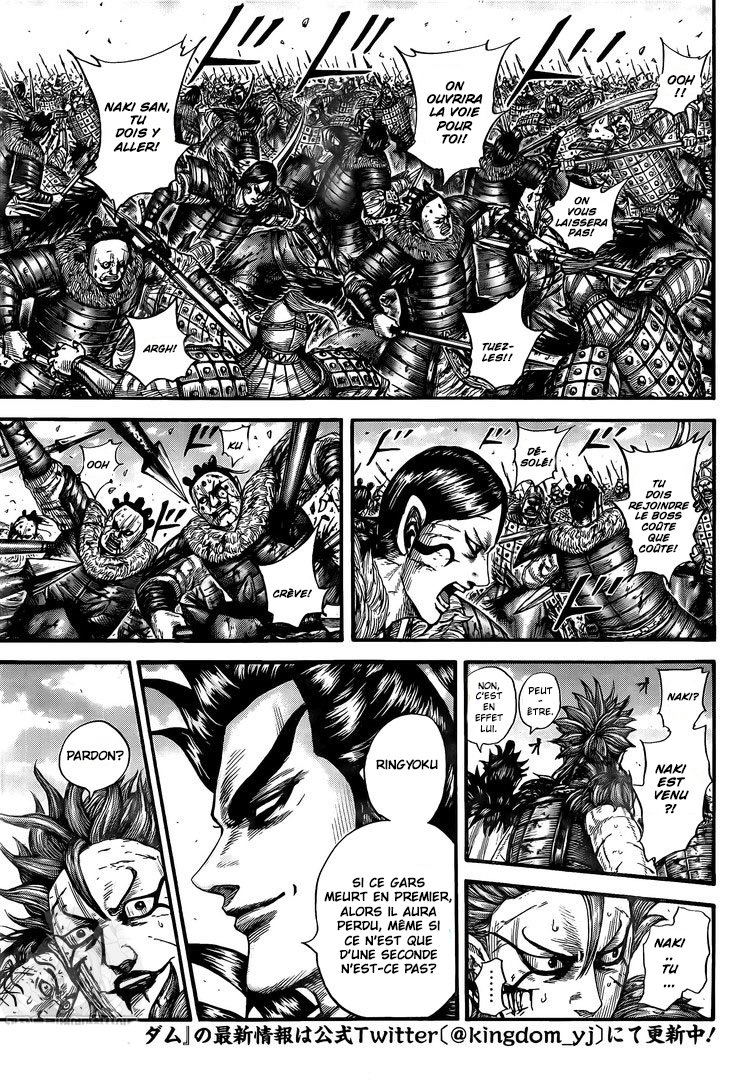 OOH
!!
ON
OUVRIRA
LA VOIE
POUR
TOI!
NAKI SAN,
TU
DOIS Y
ALLER!
ON
VOUS
LAISSERA
PAS!
TUEZ-
LES!!
ARGH!
DÉ-
SOLÉ!
TU
DOIS
REJOINDRE
LE BOSS
COÛTE
QUE
COÛTE!
KU
OOH
CRÈVE!
NAKI?
NAKI
EST
VENU
?!
PEUT
-
ÊTRE.
NON,
C'EST
EN
EFFET
LUI.
NAKI
..
TU ...
......
RINGYOKU
SI CE GARS
MEURT EN
PREMIER,
ALORS IL AURA
PERDU, MÊME SI
CE N'EST QUE
D'UNE SECONDE
N'EST-CE PAS?
PARDON?
ダム』の最新情報は公式Twitter(@kingdom_yj)にて更新中!